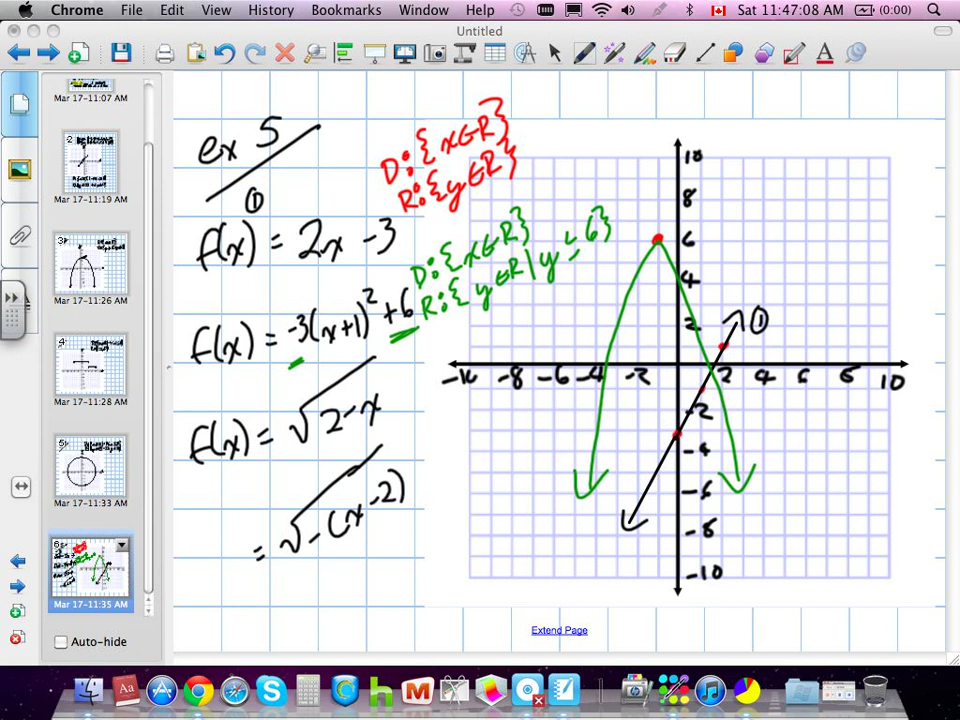 Chrome File Edit View History Bookmarks Window Help Sat 11:47:08 AM (0:00)
Untitled
Mar 17-11:07 AM
Mar 17-11:19 AM
Mar 17-11:26 AM
Mar 17-11:28 AM
Mar 17-11:33 AM
Mar 17-11:35 AM
Auto-hide
ex 5
D: {x∈R}
R: {y∈R}
①
f(x) = 2x - 3
D: {x∈R}
R: {y∈R | y ≤ 6}
f(x) = -3(x+1)² + 6
f(x) = √2-x
= √-(x-2)
10
8
6
4
2
①
-10 -8 -6 -4 -2 2 4 6 8 10
-2
-4
-6
-8
-10
Extend Page
Aa